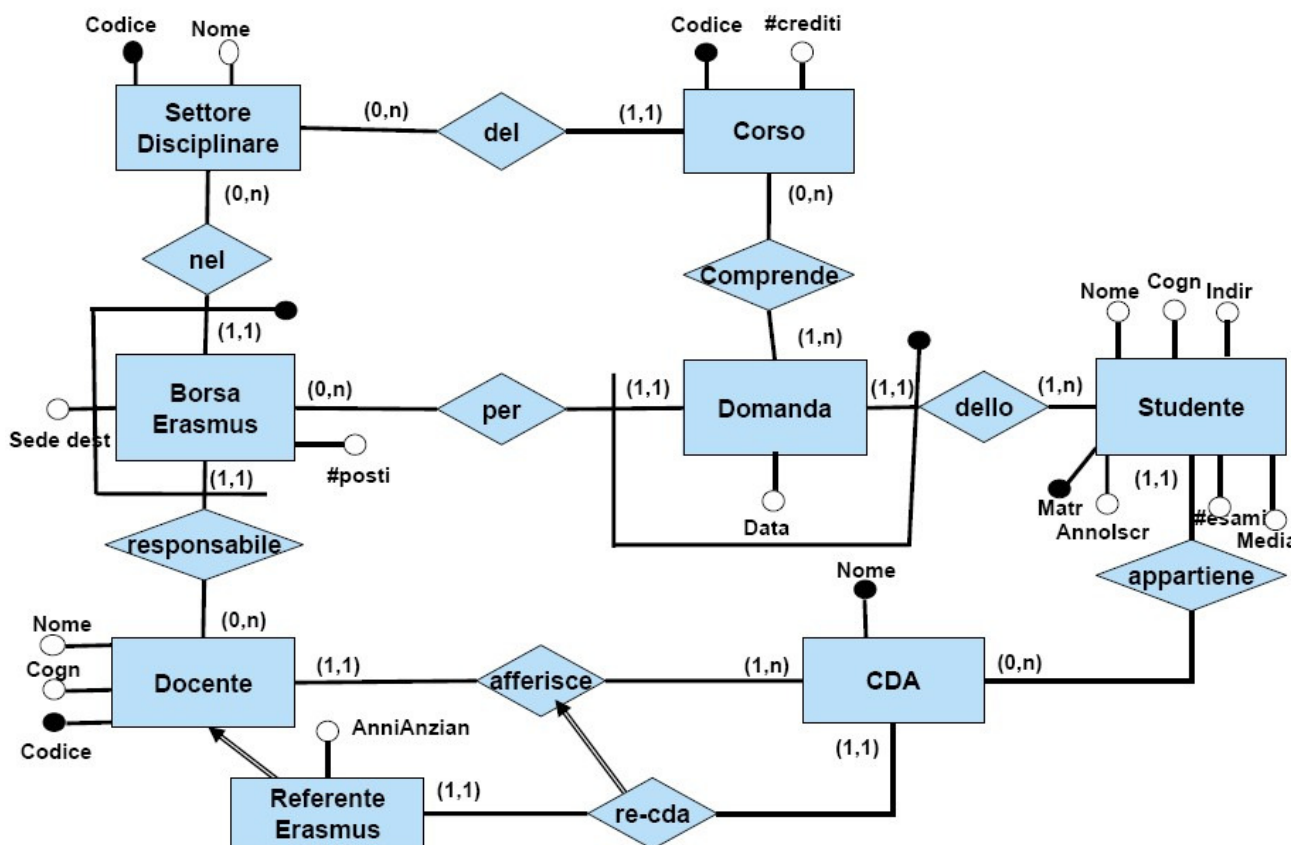 Codice
Nome
Codice
#crediti
Settore
Disciplinare
(0,n)
del
(1,1)
Corso
(0,n)
(0,n)
nel
Comprende
Nome
Cogn
Indir
(1,1)
(1,n)
Borsa
Erasmus
(0,n)
per
(1,1)
Domanda
(1,1)
dello
(1,n)
Studente
Sede dest
#posti
(1,1)
(1,1)
Data
Matr
AnnoIscr
#esami
Media
responsabile
Nome
appartiene
(0,n)
Nome
Cogn
Codice
Docente
(1,1)
afferisce
(1,n)
CDA
(0,n)
AnniAnzian
(1,1)
Referente
Erasmus
(1,1)
re-cda